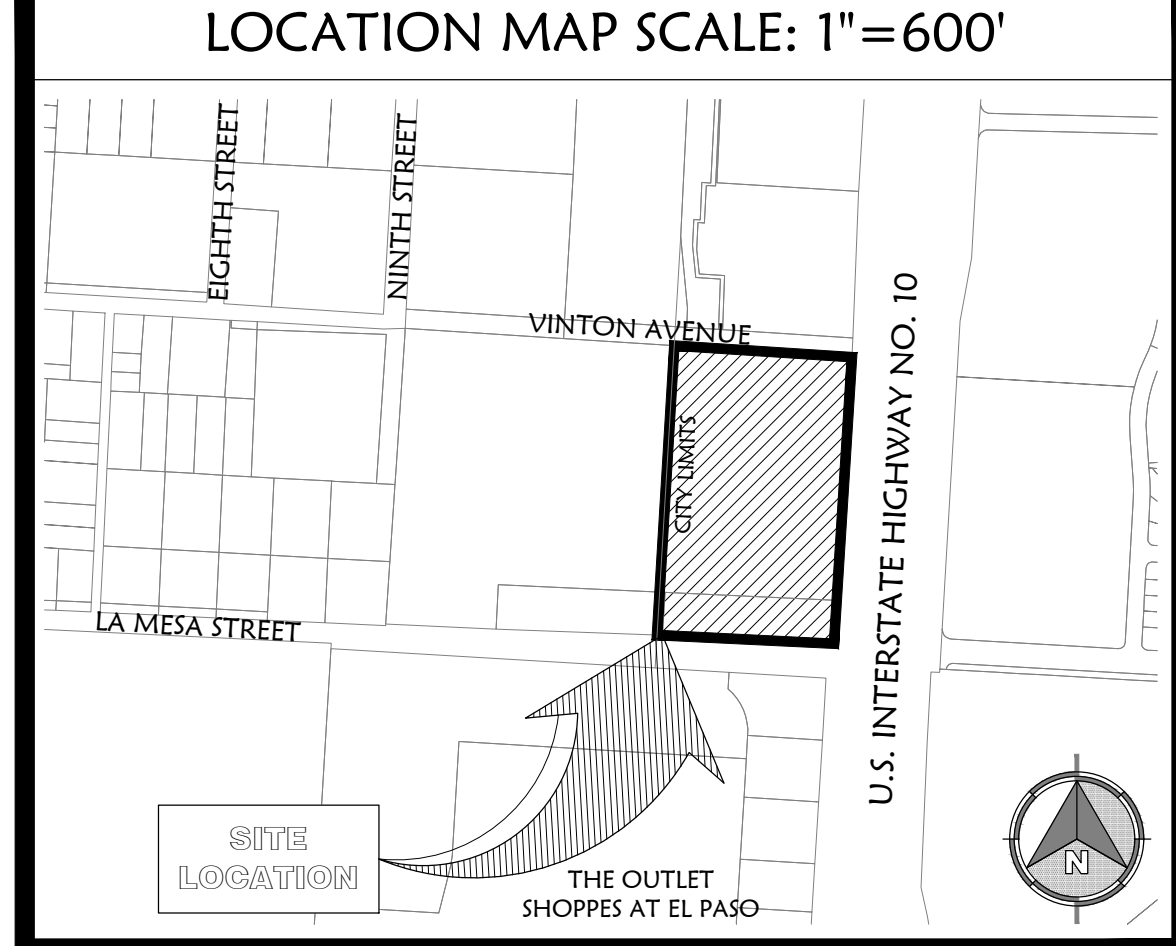 LOCATION MAP SCALE: 1"=600'
EIGHTH STREET
NINTH STREET
VINTON AVENUE
CITY LIMITS
U.S. INTERSTATE HIGHWAY NO. 10
LA MESA STREET
SITE
LOCATION
THE OUTLET
SHOPPES AT EL PASO
N